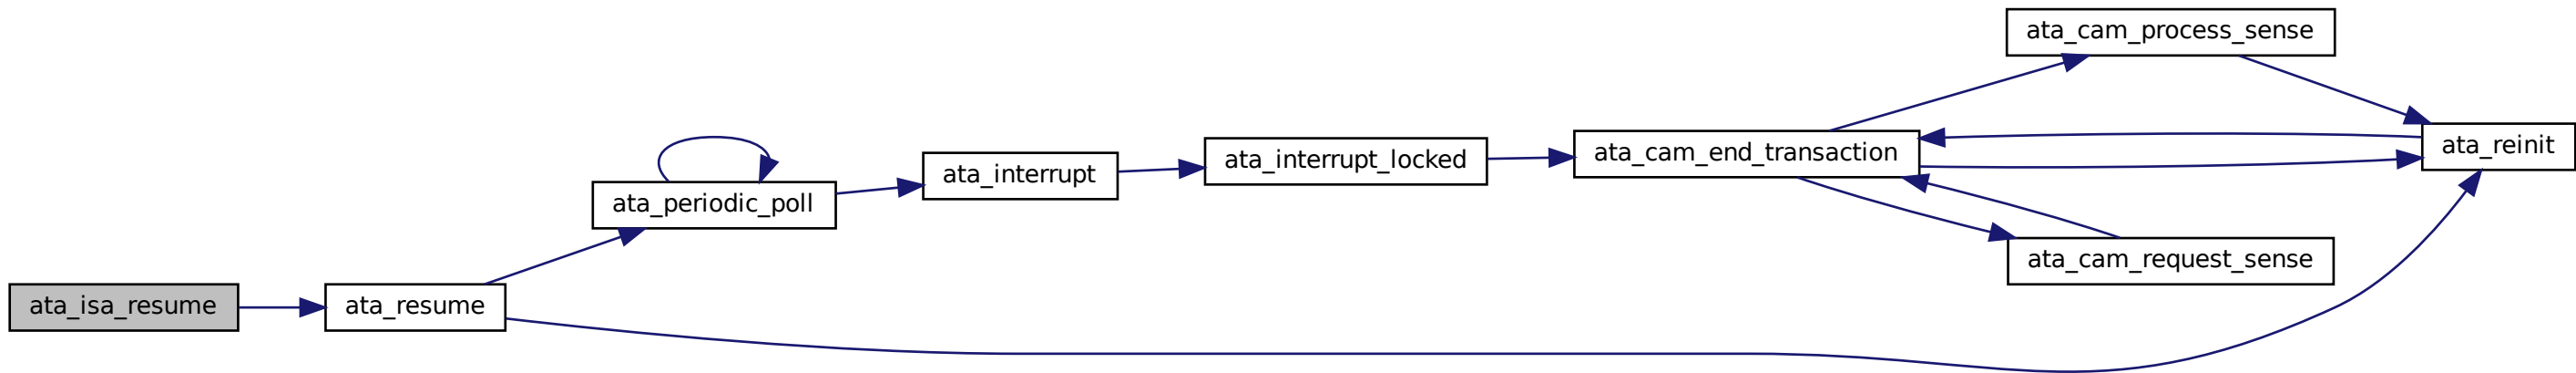 ata_isa_resume
ata_resume
ata_periodic_poll
ata_interrupt
ata_interrupt_locked
ata_cam_end_transaction
ata_cam_process_sense
ata_reinit
ata_cam_request_sense